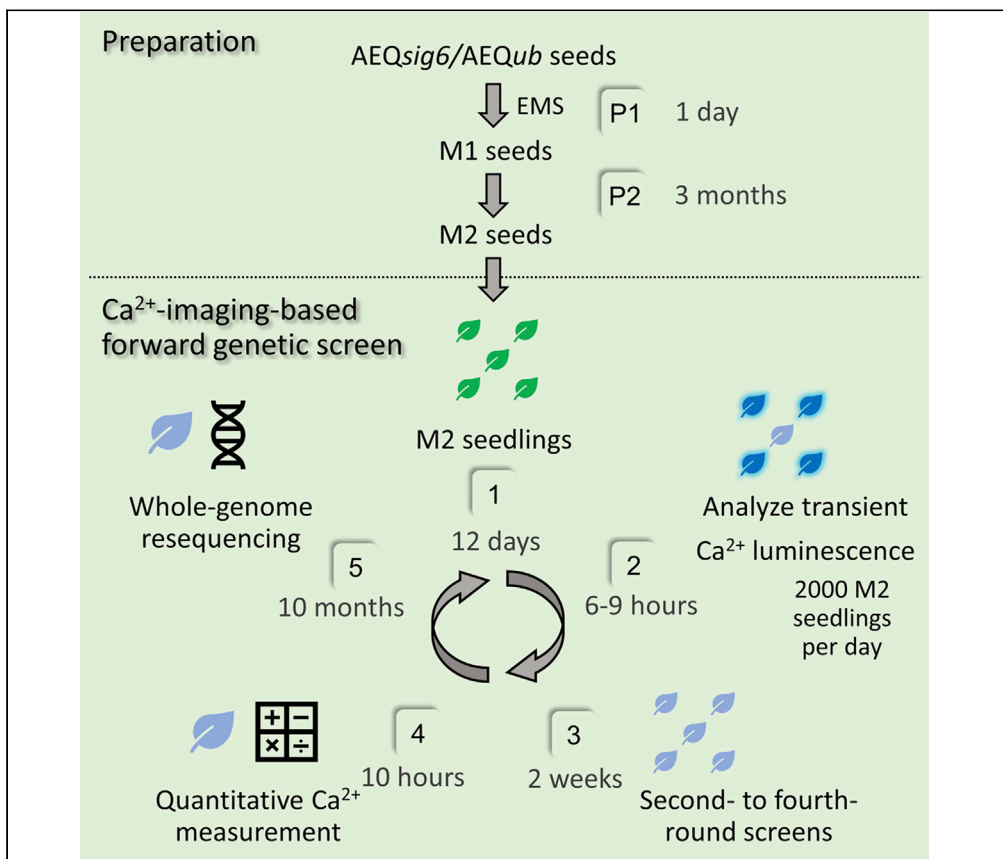 Preparation
AEQsig6/AEQub seeds
EMS
P1
1 day
M1 seeds
P2
3 months
M2 seeds
Ca²⁺-imaging-based
forward genetic screen
M2 seedlings
1
12 days
Analyze transient
Ca²⁺ luminescence
2000 M2
seedlings
per day
2
6-9 hours
Second- to fourth-
round screens
3
2 weeks
+ −
× ÷
Quantitative Ca²⁺
measurement
4
10 hours
Whole-genome
resequencing
5
10 months